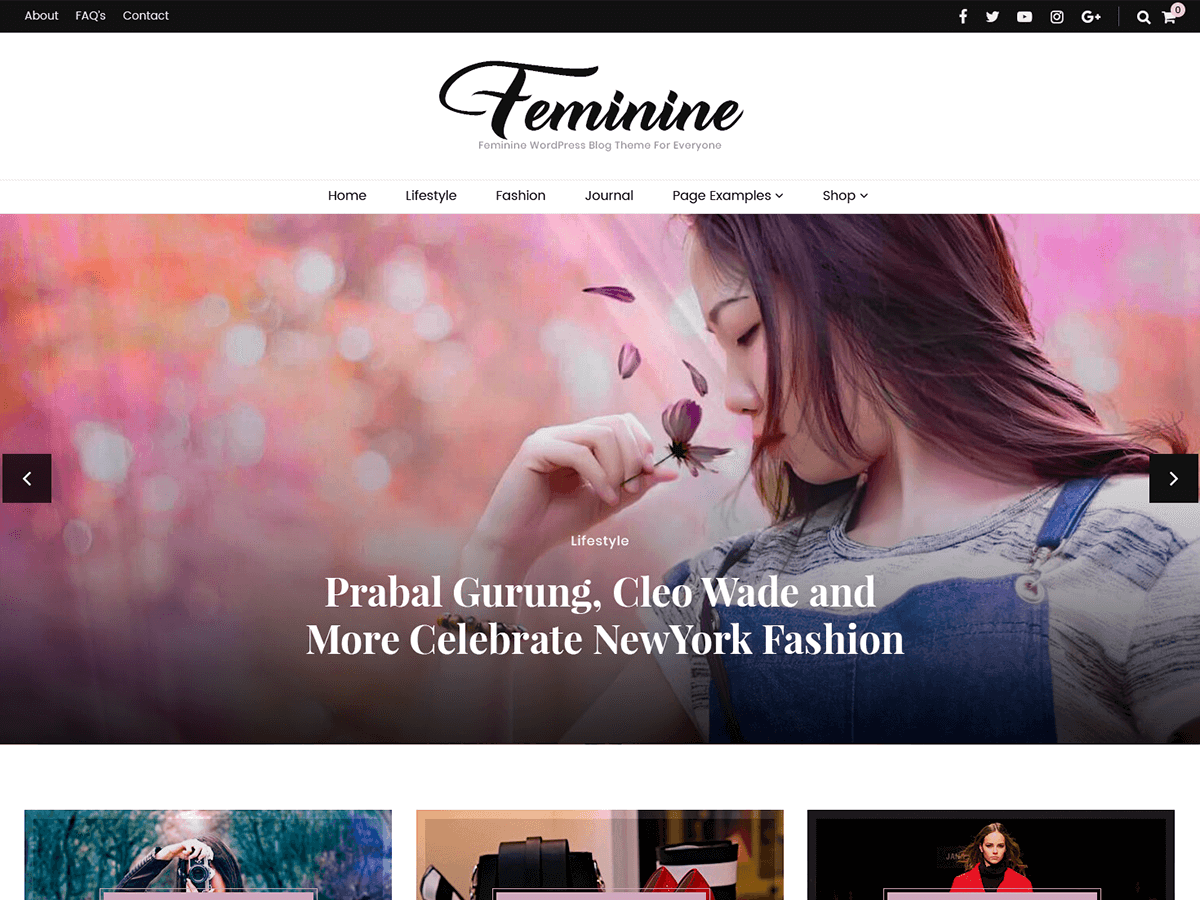 About FAQ's Contact
0
Feminine
Feminine WordPress Blog Theme For Everyone
Home Lifestyle Fashion Journal Page Examples Shop
Lifestyle
Prabal Gurung, Cleo Wade and
More Celebrate NewYork Fashion